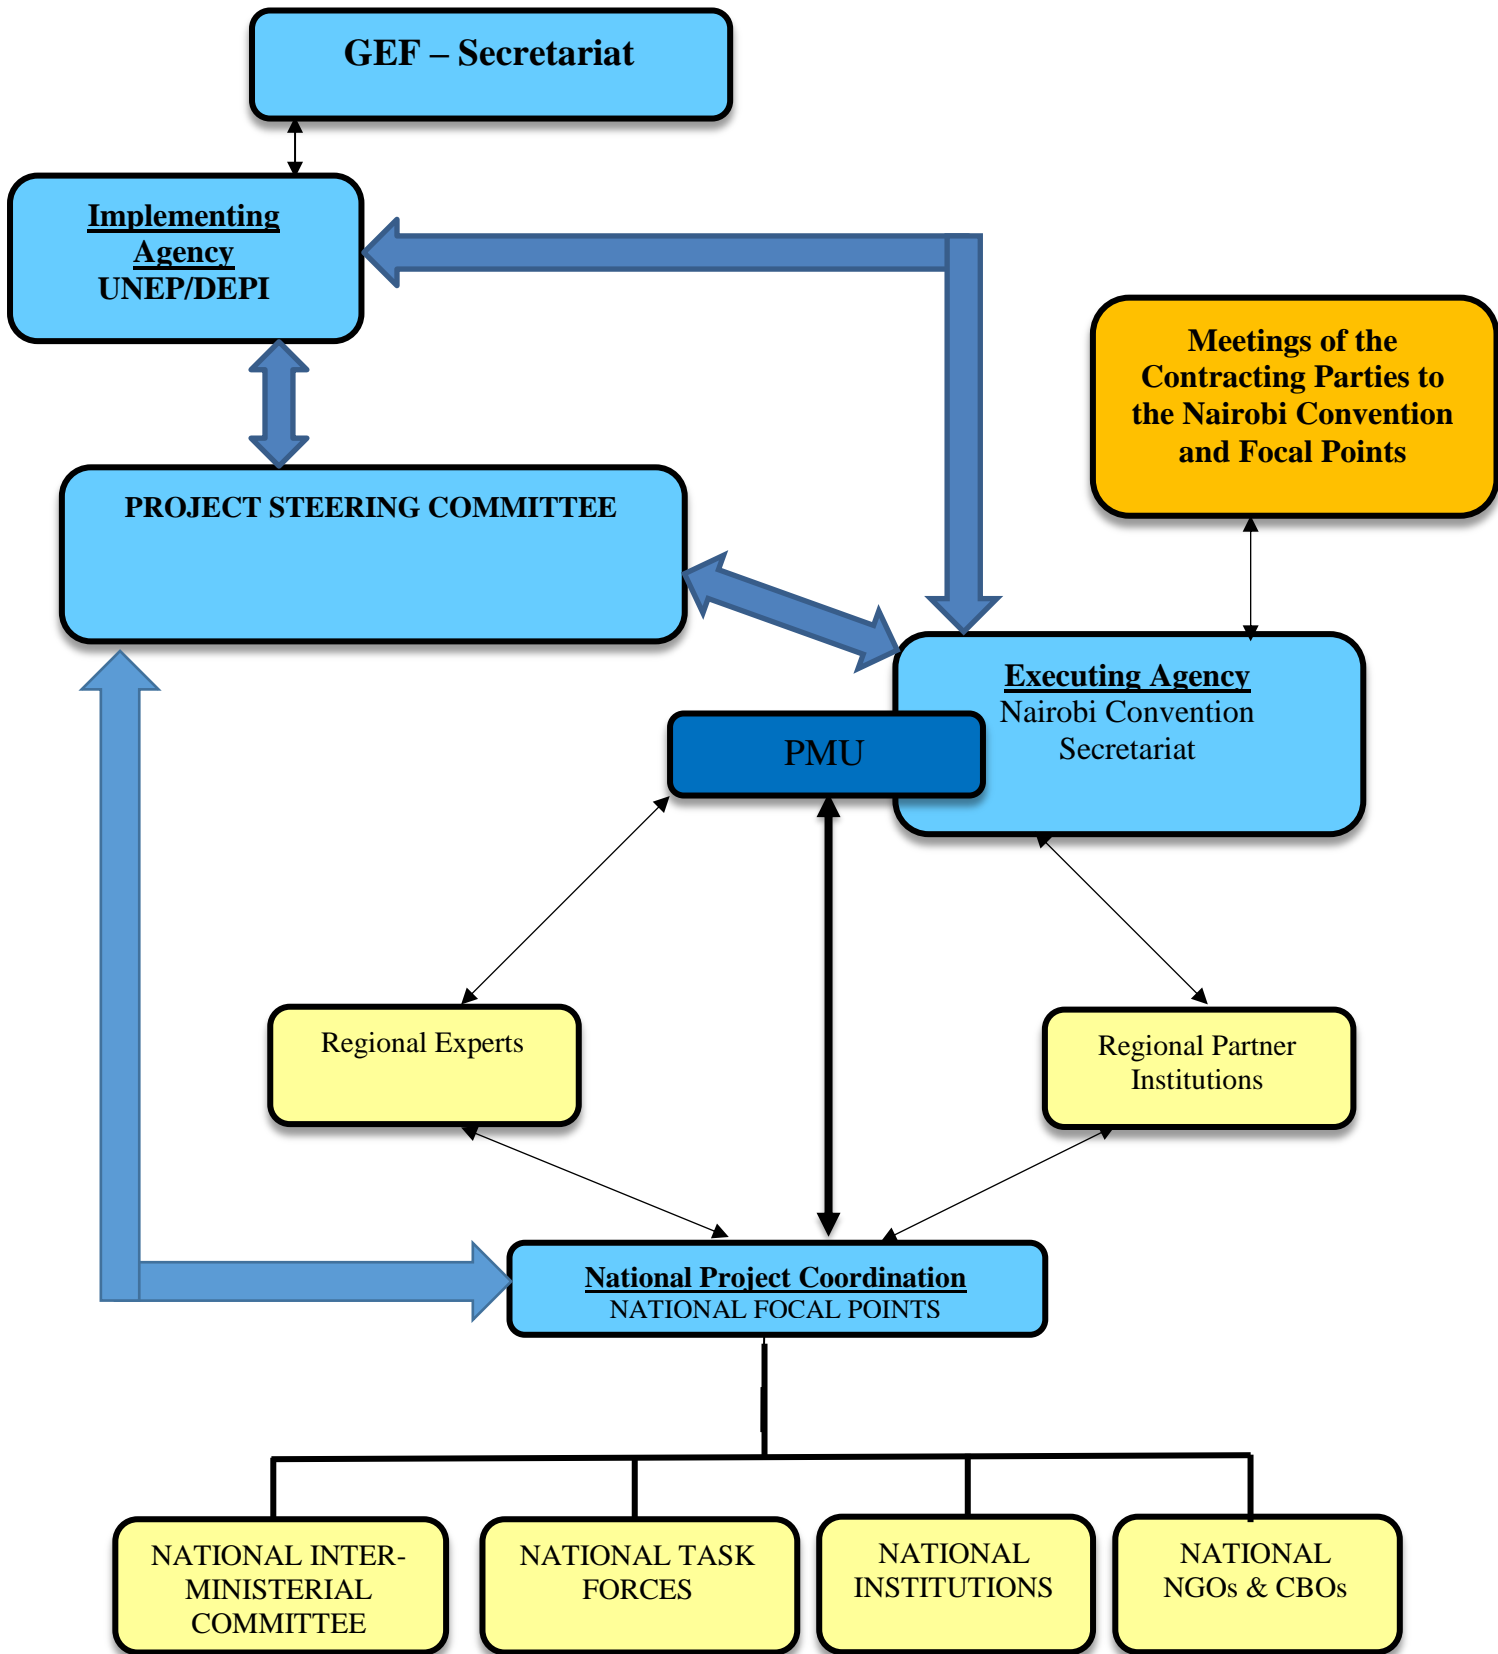 GEF – Secretariat
Implementing
Agency
UNEP/DEPI
Meetings of the
Contracting Parties to
the Nairobi Convention
and Focal Points
PROJECT STEERING COMMITTEE
Executing Agency
Nairobi Convention
Secretariat
PMU
Regional Experts
Regional Partner
Institutions
National Project Coordination
NATIONAL FOCAL POINTS
NATIONAL INTER-
MINISTERIAL
COMMITTEE
NATIONAL TASK
FORCES
NATIONAL
INSTITUTIONS
NATIONAL
NGOs & CBOs